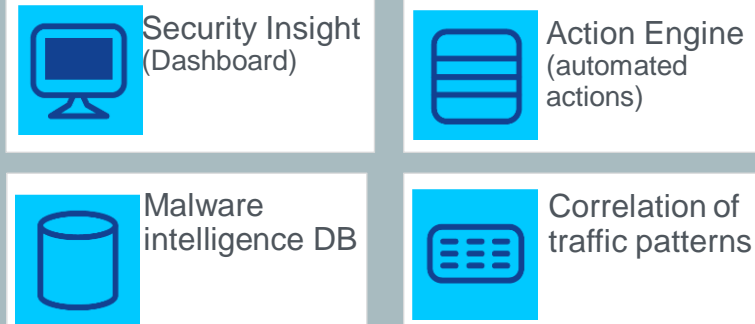 Security Insight
(Dashboard)
Action Engine
(automated
actions)
Malware
intelligence DB
Correlation of
traffic patterns